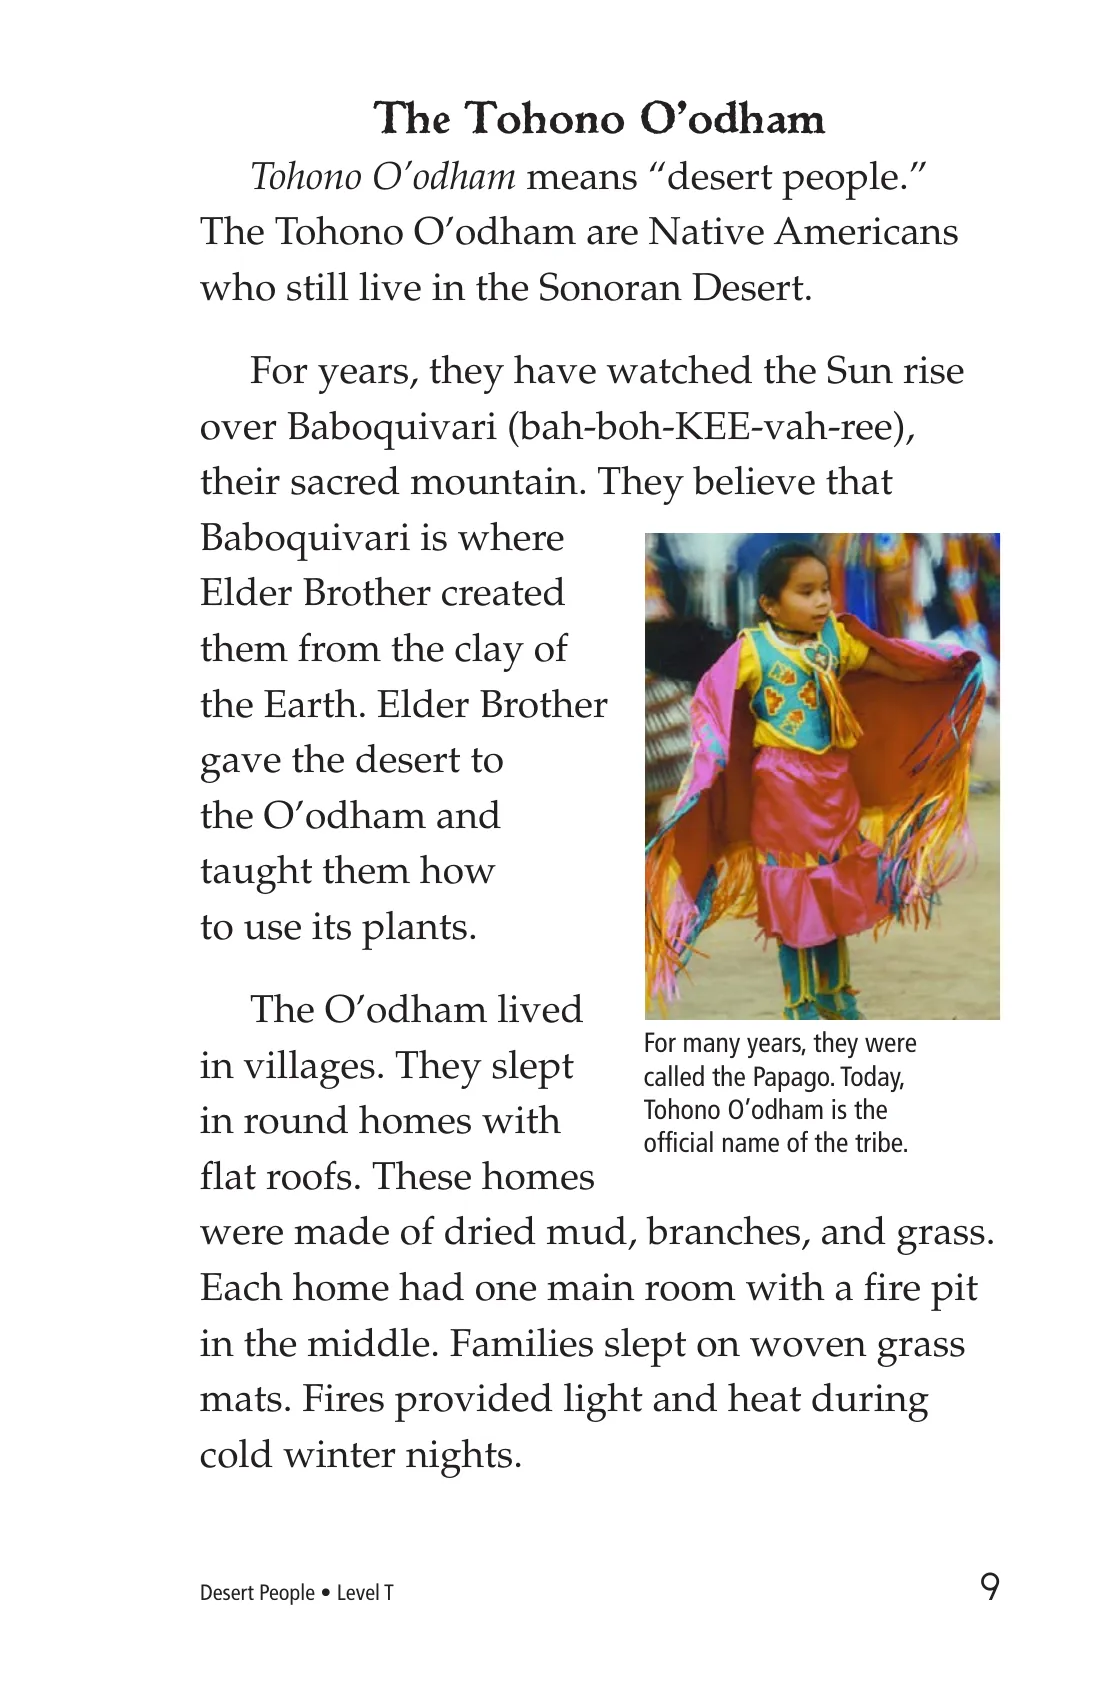 The Tohono O’odham
Tohono O’odham means “desert people.”
The Tohono O’odham are Native Americans
who still live in the Sonoran Desert.
For years, they have watched the Sun rise
over Baboquivari (bah-boh-KEE-vah-ree),
their sacred mountain. They believe that
Baboquivari is where
Elder Brother created
them from the clay of
the Earth. Elder Brother
gave the desert to
the O’odham and
taught them how
to use its plants.
The O’odham lived
in villages. They slept
in round homes with
flat roofs. These homes
were made of dried mud, branches, and grass.
Each home had one main room with a fire pit
in the middle. Families slept on woven grass
mats. Fires provided light and heat during
cold winter nights.
For many years, they were
called the Papago. Today,
Tohono O’odham is the
official name of the tribe.
Desert People • Level T
9